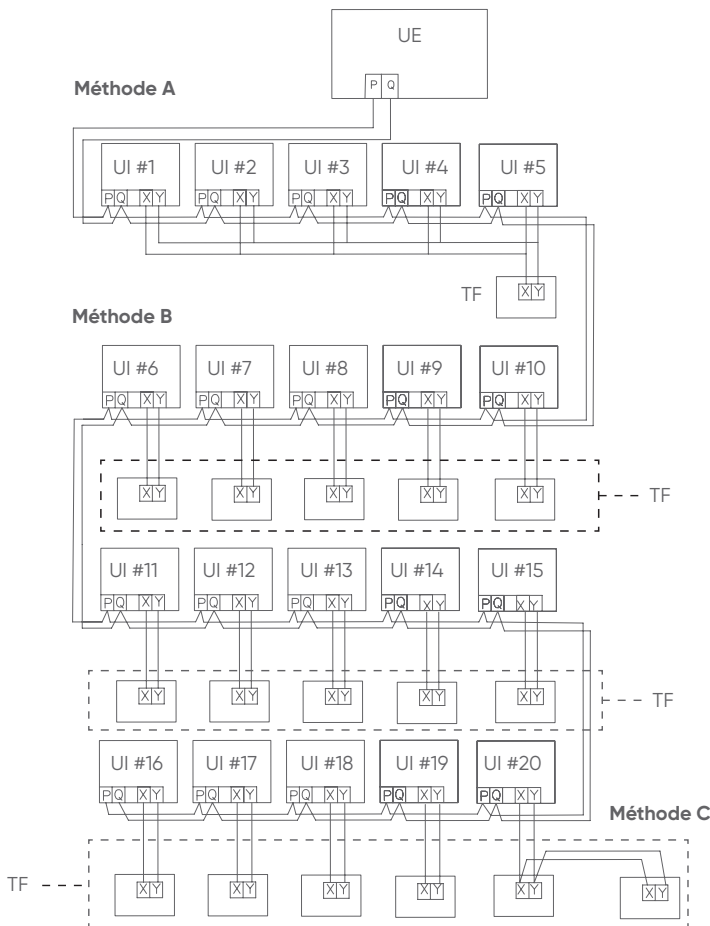 UE
P Q
Méthode A
UI #1 UI #2 UI #3 UI #4 UI #5
P Q X Y P Q X Y P Q X Y P Q X Y P Q X Y
TF X Y
Méthode B
UI #6 UI #7 UI #8 UI #9 UI #10
P Q X Y P Q X Y P Q X Y P Q X Y P Q X Y
X Y X Y X Y X Y X Y TF
UI #11 UI #12 UI #13 UI #14 UI #15
P Q X Y P Q X Y P Q X Y P Q X Y P Q X Y
X Y X Y X Y X Y X Y TF
UI #16 UI #17 UI #18 UI #19 UI #20
P Q X Y P Q X Y P Q X Y P Q X Y P Q X Y
Méthode C
TF X Y X Y X Y X Y X Y X Y